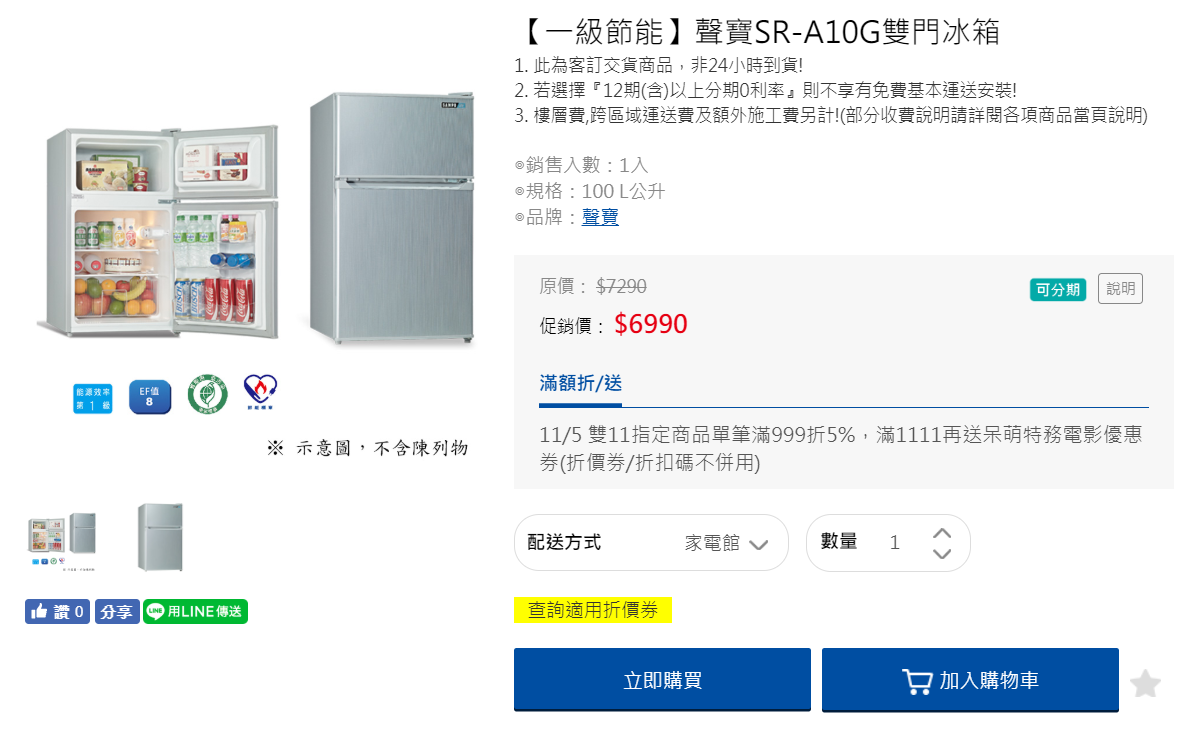 【一級節能】聲寶SR-A10G雙門冰箱
1. 此為客訂交貨商品，非24小時到貨!
2. 若選擇『12期(含)以上分期0利率』則不享有免費基本運送安裝!
3. 樓層費,跨區域運送費及額外施工費另計!(部分收費說明請詳閱各項商品當頁說明)
◎銷售入數：1入
◎規格：100 L公升
◎品牌：聲寶
原價： $7290
可分期
說明
促銷價： $6990
滿額折/送
11/5 雙11指定商品單筆滿999折5%，滿1111再送呆萌特務電影優惠
券(折價券/折扣碼不併用)
配送方式 家電館
數量 1
查詢適用折價券
立即購買
加入購物車
SAMPO
能源效率
第 1 級
EF值
8
※ 示意圖，不含陳列物
讚 0
分享
LINE 用LINE傳送